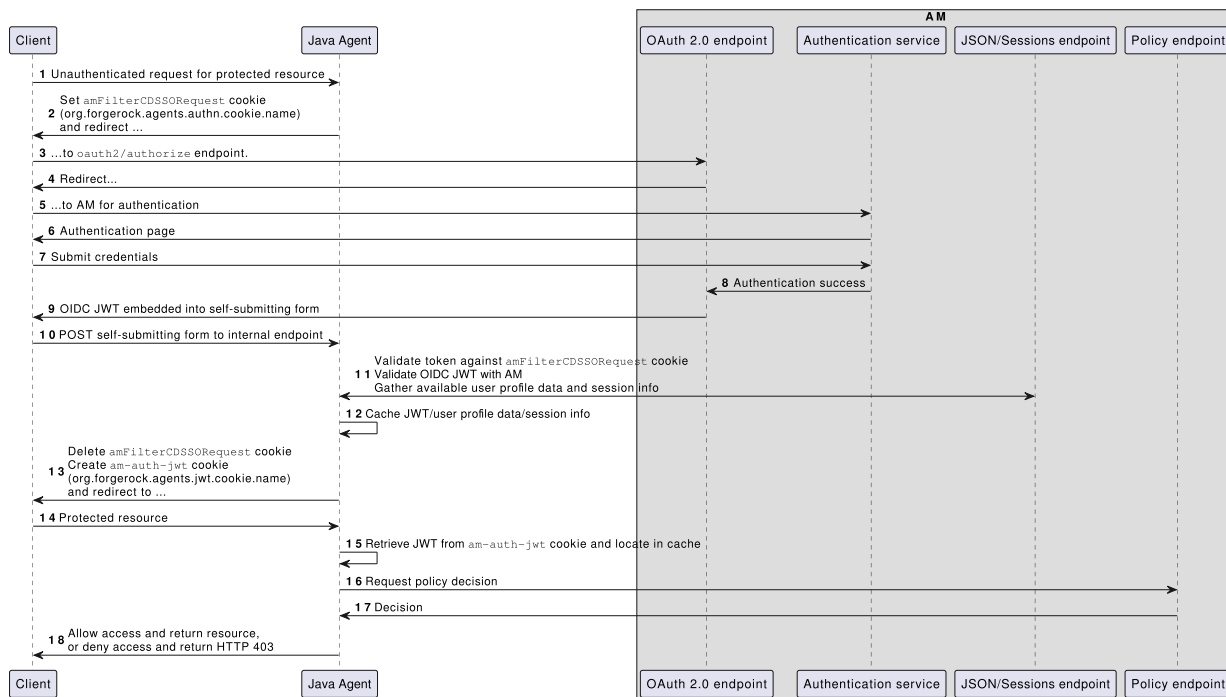 AM
Client
Java Agent
OAuth 2.0 endpoint
Authentication service
JSON/Sessions endpoint
Policy endpoint
1 Unauthenticated request for protected resource
Set amFilterCDSSORequest cookie
2 (org.forgerock.agents.authn.cookie.name)
and redirect ...
3 ...to oauth2/authorize endpoint.
4 Redirect...
5 ...to AM for authentication
6 Authentication page
7 Submit credentials
8 Authentication success
9 OIDC JWT embedded into self-submitting form
10 POST self-submitting form to internal endpoint
Validate token against amFilterCDSSORequest cookie
11 Validate OIDC JWT with AM
Gather available user profile data and session info
12 Cache JWT/user profile data/session info
Delete amFilterCDSSORequest cookie
Create am-auth-jwt cookie
13 (org.forgerock.agents.jwt.cookie.name)
and redirect to ...
14 Protected resource
15 Retrieve JWT from am-auth-jwt cookie and locate in cache
16 Request policy decision
17 Decision
18 Allow access and return resource,
or deny access and return HTTP 403
Client
Java Agent
OAuth 2.0 endpoint
Authentication service
JSON/Sessions endpoint
Policy endpoint